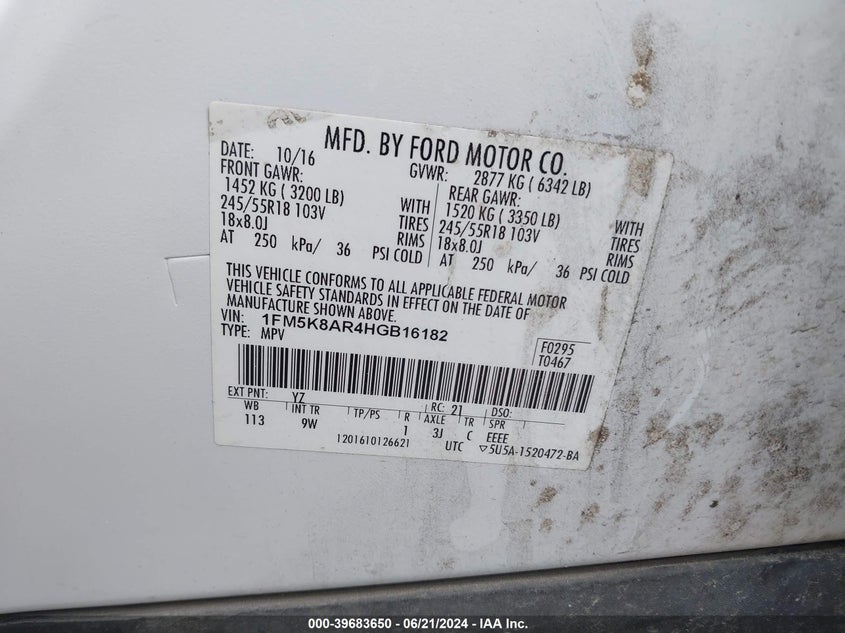 MFD. BY FORD MOTOR CO.
DATE: 10/16 GVWR: 2877 KG ( 6342 LB)
FRONT GAWR: REAR GAWR:
1452 KG ( 3200 LB) WITH 1520 KG ( 3350 LB) WITH
245/55R18 103V TIRES 245/55R18 103V TIRES
18x8.0J RIMS 18x8.0J RIMS
AT 250 kPa/ 36 PSI COLD AT 250 kPa/ 36 PSI COLD
THIS VEHICLE CONFORMS TO ALL APPLICABLE FEDERAL MOTOR
VEHICLE SAFETY STANDARDS IN EFFECT ON THE DATE OF
MANUFACTURE SHOWN ABOVE.
VIN: 1FM5K8AR4HGB16182
TYPE: MPV
F0295
T0467
EXT PNT: YZ RC: 21 DSO:
WB INT TR TP/PS R AXLE TR SPR
113 9W 1 3J C EEEE
1201610126621 UTC ▽5U5A-1520472-BA
000-39683650 / 06/21/2024 - IAA Inc.